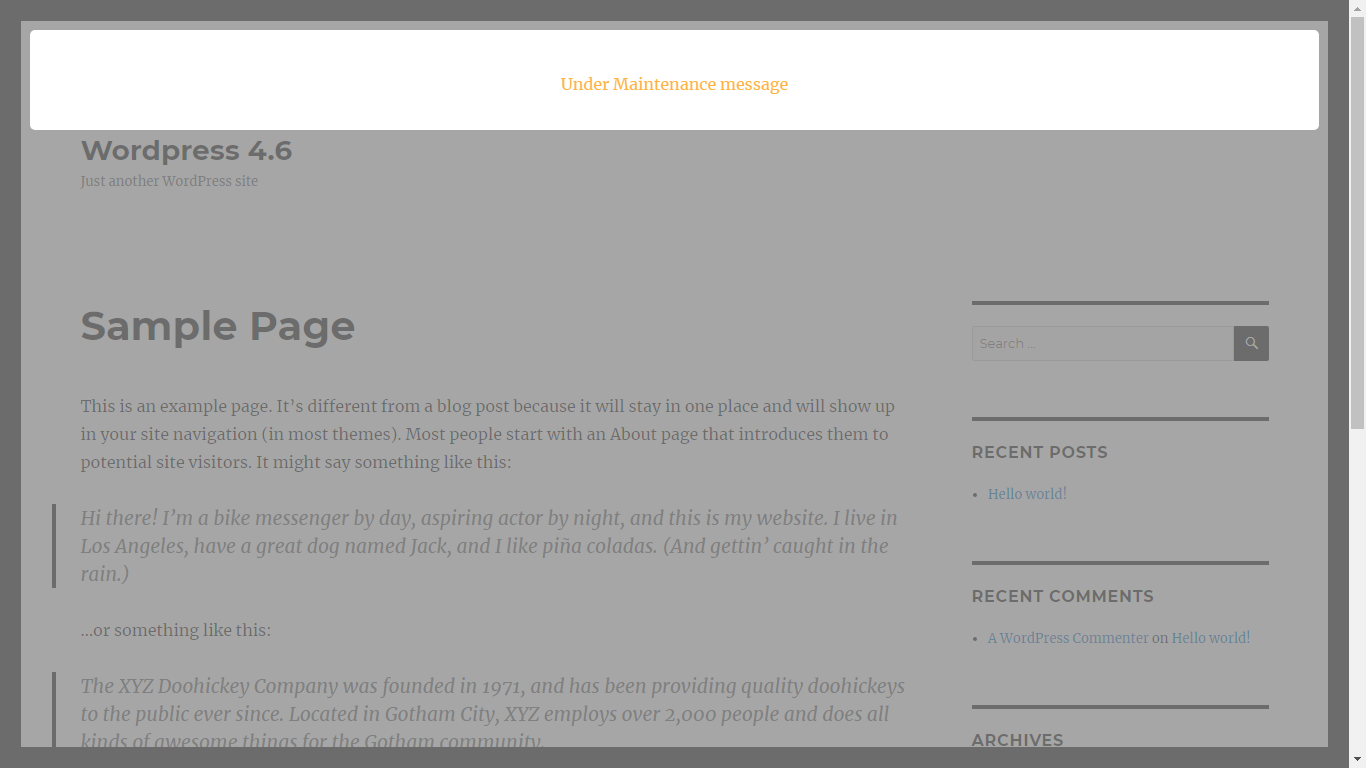 Under Maintenance message
Wordpress 4.6
Just another WordPress site
Sample Page
This is an example page. It’s different from a blog post because it will stay in one place and will show up
in your site navigation (in most themes). Most people start with an About page that introduces them to
potential site visitors. It might say something like this:
Hi there! I’m a bike messenger by day, aspiring actor by night, and this is my website. I live in
Los Angeles, have a great dog named Jack, and I like piña coladas. (And gettin’ caught in the
rain.)
…or something like this:
The XYZ Doohickey Company was founded in 1971, and has been providing quality doohickeys
to the public ever since. Located in Gotham City, XYZ employs over 2,000 people and does all
kinds of awesome things for the Gotham community.
Search …
RECENT POSTS
Hello world!
RECENT COMMENTS
A WordPress Commenter on Hello world!
ARCHIVES